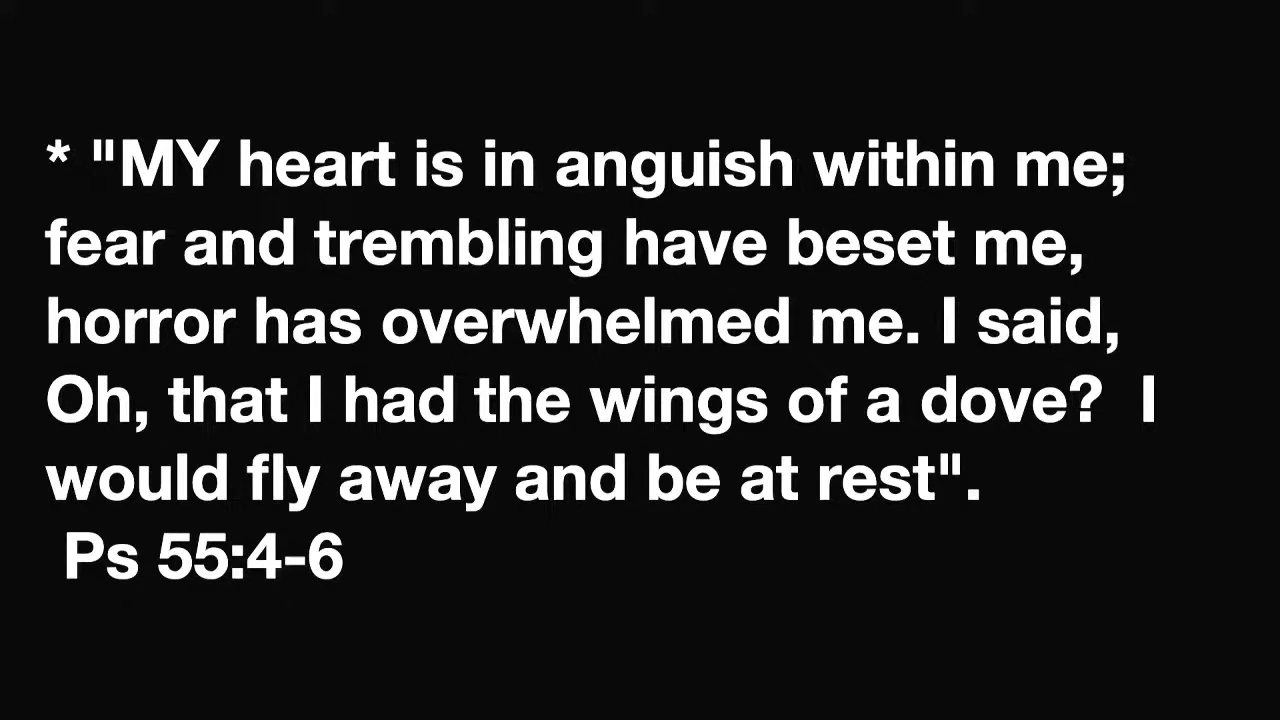 * "MY heart is in anguish within me;
fear and trembling have beset me,
horror has overwhelmed me. I said,
Oh, that I had the wings of a dove?  I
would fly away and be at rest".
Ps 55:4-6